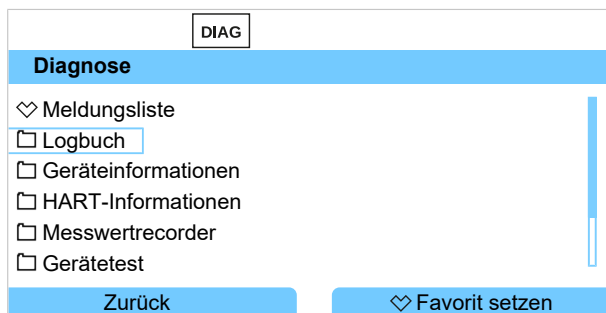 DIAG
Diagnose
Meldungsliste
Logbuch
Geräteinformationen
HART-Informationen
Messwertrecorder
Gerätetest
Zurück
Favorit setzen